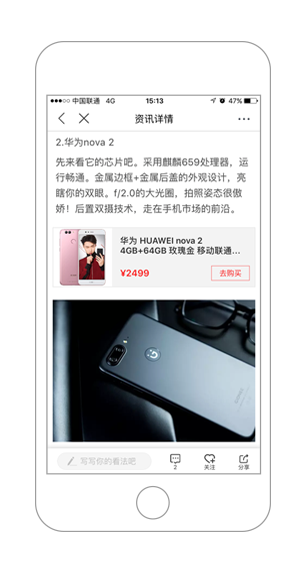 中国联通 4G 15:13 47%
资讯详情
2.华为nova 2
先来看它的芯片吧。采用麒麟659处理器，运
行畅通。金属边框+金属后盖的外观设计，亮
瞎你的双眼。f/2.0的大光圈，拍照姿态很傲
娇！后置双摄技术，走在手机市场的前沿。
华为 HUAWEI nova 2
4GB+64GB 玫瑰金 移动联通...
¥2499 去购买
写写你的看法吧
2 关注 分享